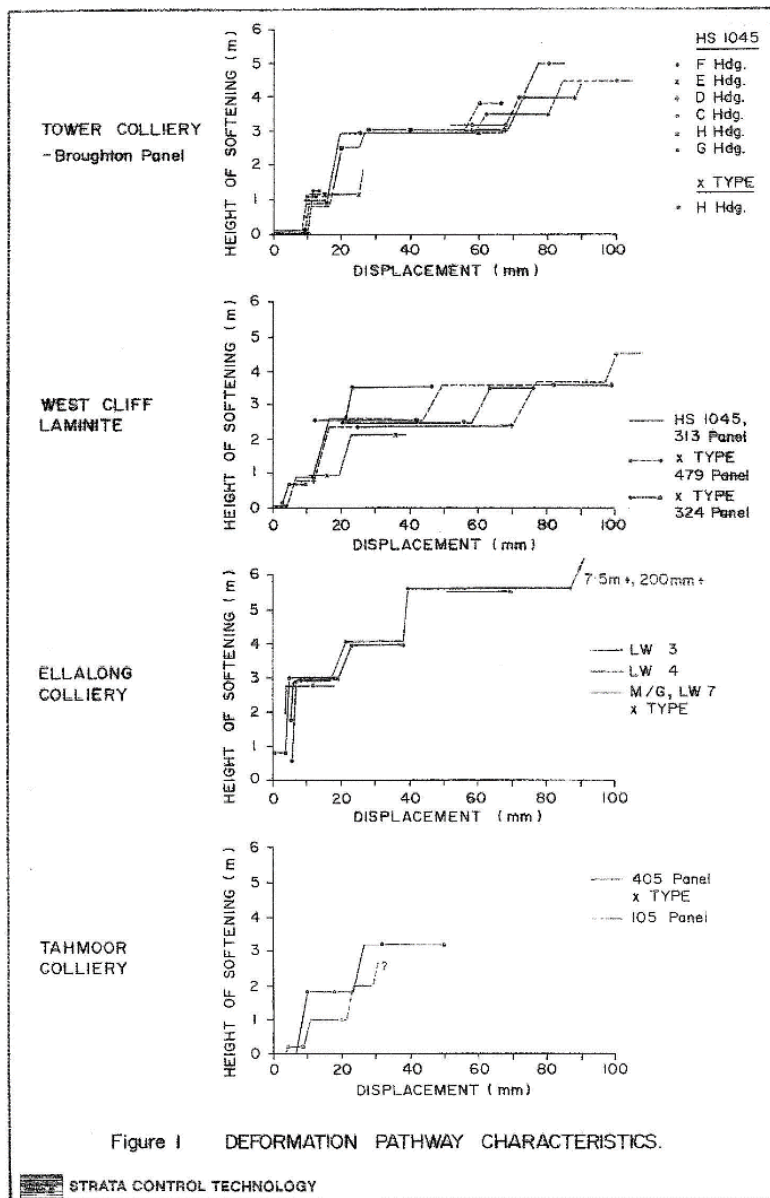 HS 1045
F Hdg.
E Hdg.
D Hdg.
C Hdg.
H Hdg.
G Hdg.
x TYPE
H Hdg.
TOWER COLLIERY
-Broughton Panel
HEIGHT OF SOFTENING (m)
6
5
4
3
2
1
0
0 20 40 60 80 100
DISPLACEMENT (mm)
WEST CLIFF
LAMINITE
HEIGHT OF SOFTENING (m)
6
5
4
3
2
1
0
0 20 40 60 80 100
DISPLACEMENT (mm)
HS 1045,
313 Panel
x TYPE
479 Panel
x TYPE
324 Panel
ELLALONG
COLLIERY
HEIGHT OF SOFTENING (m)
6
5
4
3
2
1
0
0 20 40 60 80 100
DISPLACEMENT (mm)
7·5m+, 200mm+
LW 3
LW 4
M/G, LW 7
x TYPE
TAHMOOR
COLLIERY
HEIGHT OF SOFTENING (m)
6
5
4
3
2
1
0
0 20 40 60 80 100
DISPLACEMENT (mm)
?
405 Panel
x TYPE
105 Panel
Figure 1 DEFORMATION PATHWAY CHARACTERISTICS.
STRATA CONTROL TECHNOLOGY